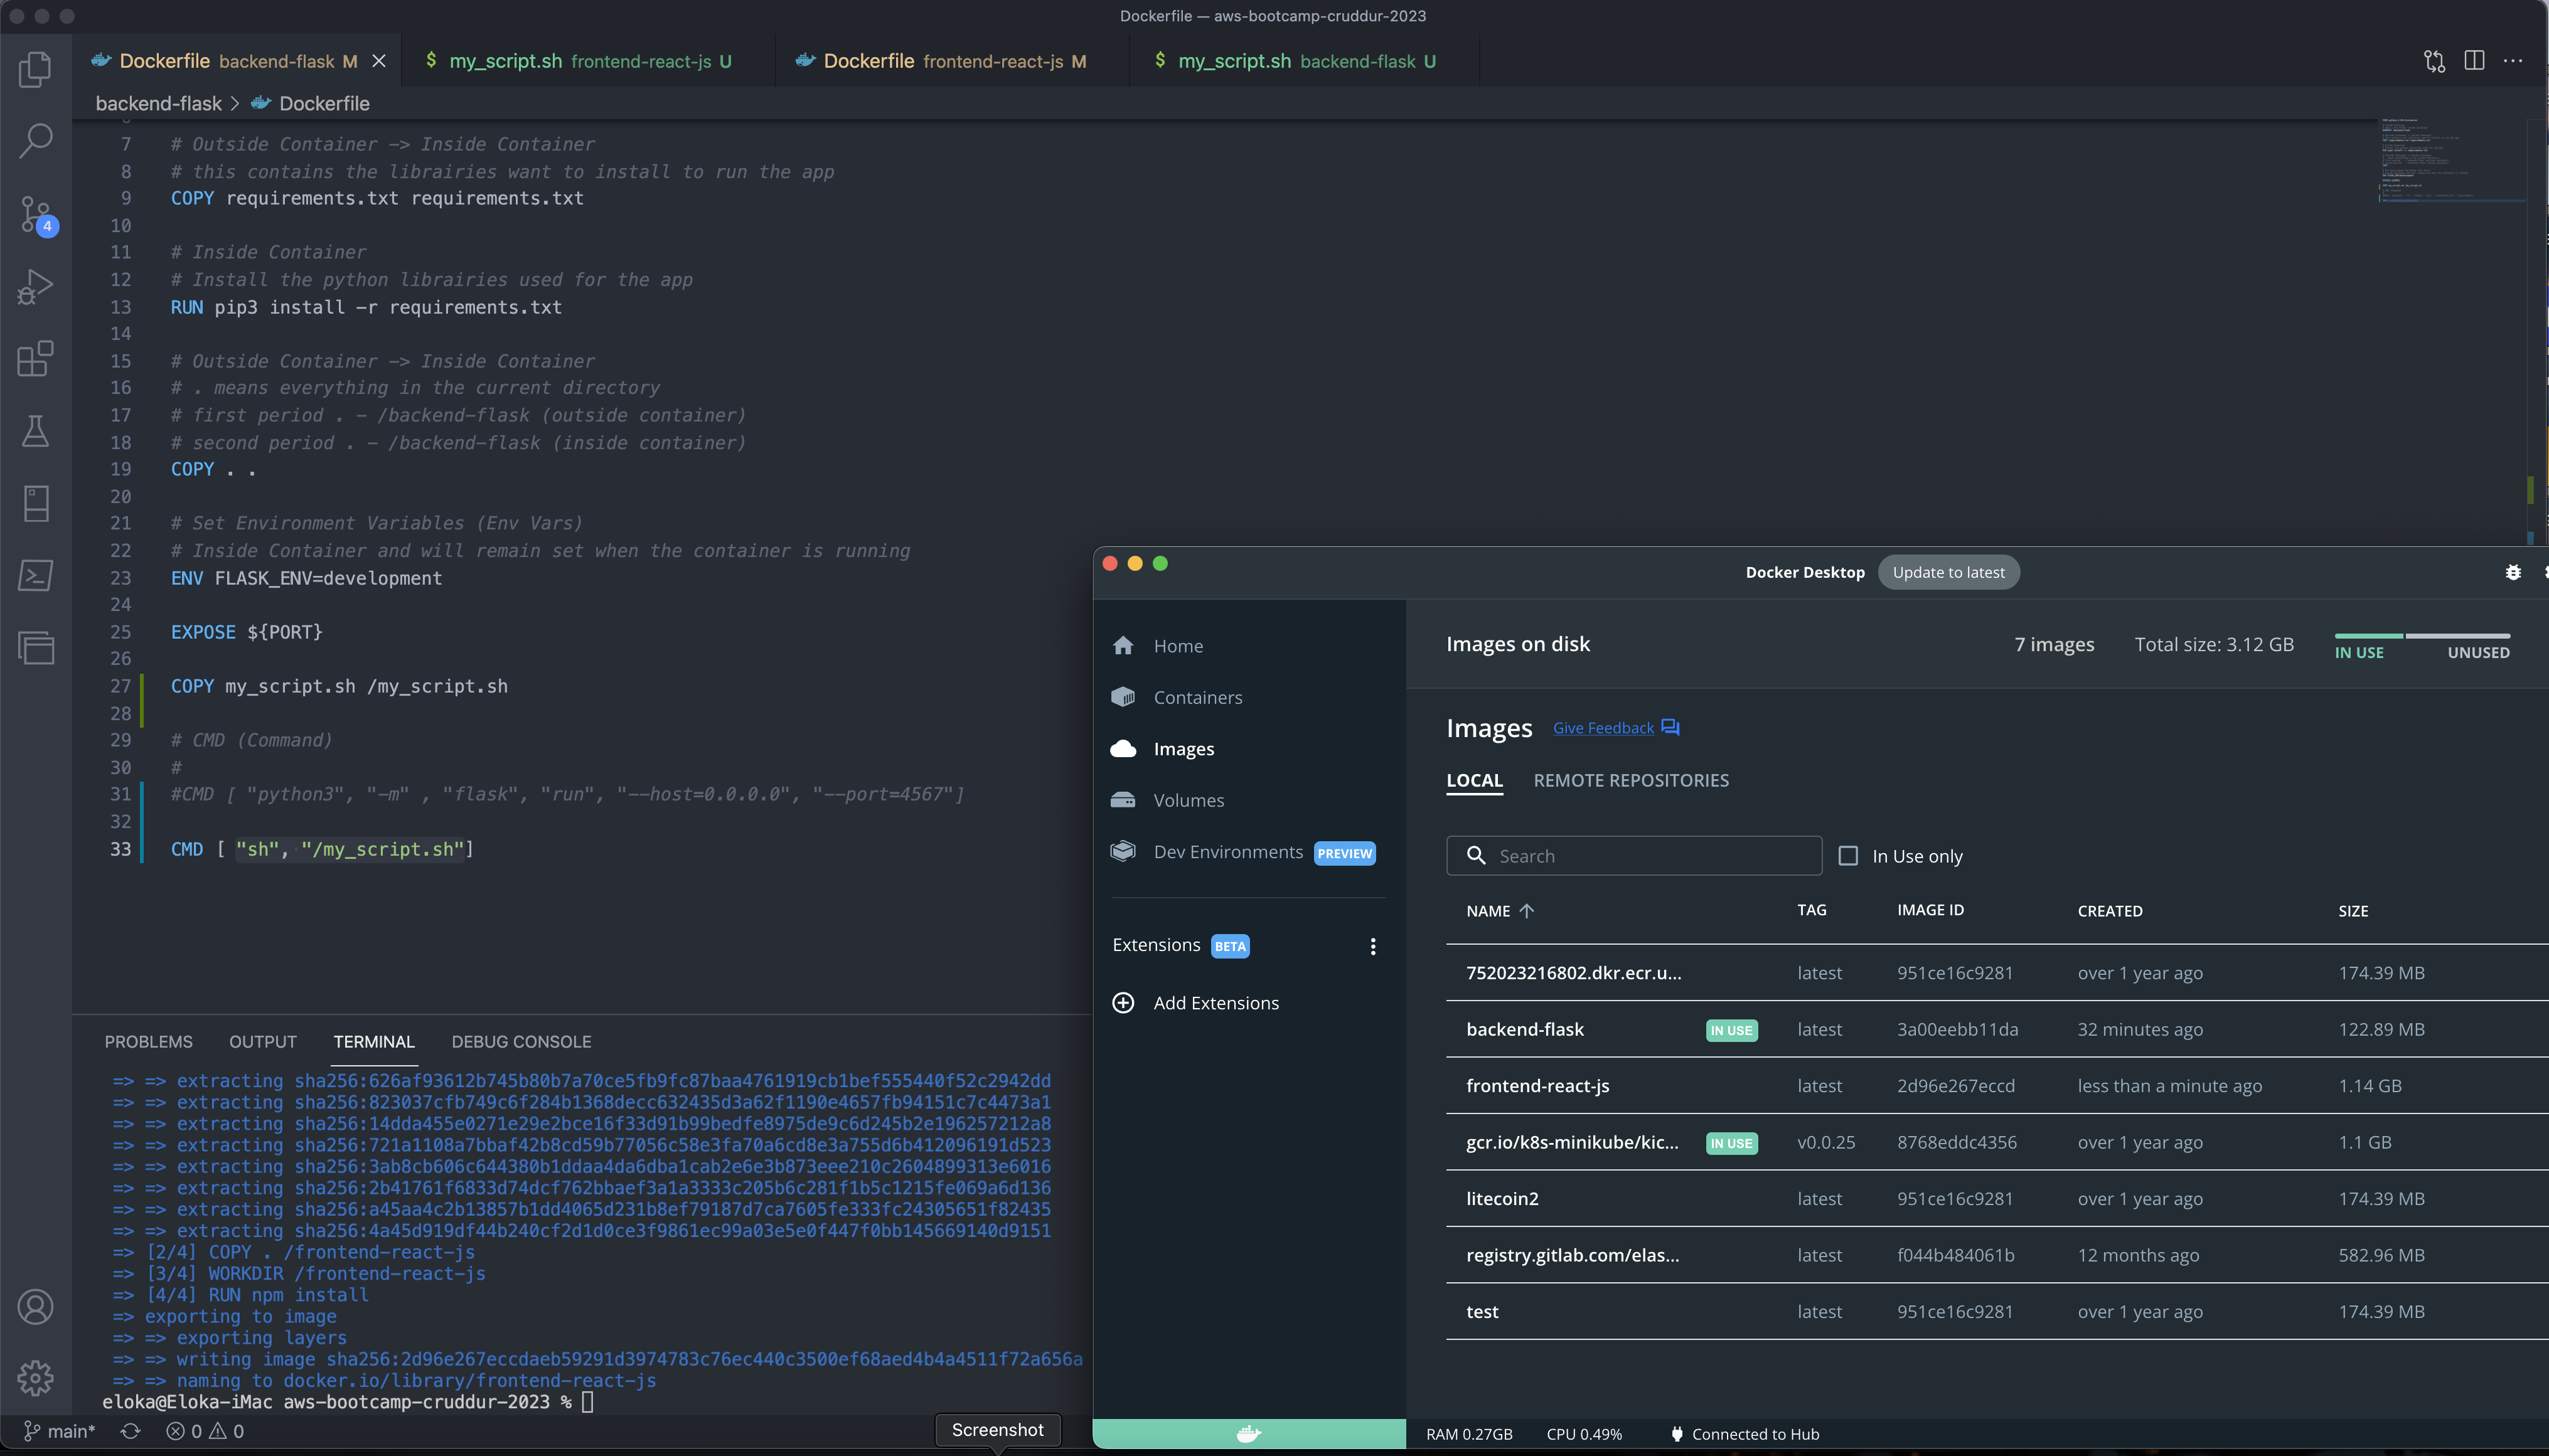 Dockerfile — aws-bootcamp-cruddur-2023
Dockerfile backend-flask M
$ my_script.sh frontend-react-js U
Dockerfile frontend-react-js M
$ my_script.sh backend-flask U
backend-flask > Dockerfile
7 # Outside Container -> Inside Container
8 # this contains the librairies want to install to run the app
9 COPY requirements.txt requirements.txt
10
11 # Inside Container
12 # Install the python librairies used for the app
13 RUN pip3 install -r requirements.txt
14
15 # Outside Container -> Inside Container
16 # . means everything in the current directory
17 # first period . - /backend-flask (outside container)
18 # second period . - /backend-flask (inside container)
19 COPY . .
20
21 # Set Environment Variables (Env Vars)
22 # Inside Container and will remain set when the container is running
23 ENV FLASK_ENV=development
24
25 EXPOSE ${PORT}
26
27 COPY my_script.sh /my_script.sh
28
29 # CMD (Command)
30 #
31 #CMD [ "python3", "-m" , "flask", "run", "--host=0.0.0.0", "--port=4567"]
32
33 CMD [ "sh", "/my_script.sh"]
4
PROBLEMS OUTPUT TERMINAL DEBUG CONSOLE
=> => extracting sha256:626af93612b745b80b7a70ce5fb9fc87baa4761919cb1bef555440f52c2942dd
=> => extracting sha256:823037cfb749c6f284b1368decc632435d3a62f1190e4657fb94151c7c4473a1
=> => extracting sha256:14dda455e0271e29e2bce16f33d91b99bedfe8975de9c6d245b2e196257212a8
=> => extracting sha256:721a1108a7bbaf42b8cd59b77056c58e3fa70a6cd8e3a755d6b412096191d523
=> => extracting sha256:3ab8cb606c644380b1ddaa4da6dba1cab2e6e3b873eee210c2604899313e6016
=> => extracting sha256:2b41761f6833d74dcf762bbaef3a1a3333c205b6c281f1b5c1215fe069a6d136
=> => extracting sha256:a45aa4c2b13857b1dd4065d231b8ef79187d7ca7605fe333fc24305651f82435
=> => extracting sha256:4a45d919df44b240cf2d1d0ce3f9861ec99a03e5e0f447f0bb145669140d9151
=> [2/4] COPY . /frontend-react-js
=> [3/4] WORKDIR /frontend-react-js
=> [4/4] RUN npm install
=> exporting to image
=> => exporting layers
=> => writing image sha256:2d96e267eccdaeb59291d3974783c76ec440c3500ef68aed4b4a4511f72a656a
=> => naming to docker.io/library/frontend-react-js
eloka@Eloka-iMac aws-bootcamp-cruddur-2023 %
main* 0 0
Screenshot
Docker Desktop Update to latest
Home
Containers
Images
Volumes
Dev Environments PREVIEW
Extensions BETA
Add Extensions
Images on disk 7 images Total size: 3.12 GB IN USE UNUSED
Images Give Feedback
LOCAL REMOTE REPOSITORIES
Search In Use only
NAME TAG IMAGE ID CREATED SIZE
752023216802.dkr.ecr.u... latest 951ce16c9281 over 1 year ago 174.39 MB
backend-flask IN USE latest 3a00eebb11da 32 minutes ago 122.89 MB
frontend-react-js latest 2d96e267eccd less than a minute ago 1.14 GB
gcr.io/k8s-minikube/kic... IN USE v0.0.25 8768eddc4356 over 1 year ago 1.1 GB
litecoin2 latest 951ce16c9281 over 1 year ago 174.39 MB
registry.gitlab.com/elas... latest f044b484061b 12 months ago 582.96 MB
test latest 951ce16c9281 over 1 year ago 174.39 MB
RAM 0.27GB CPU 0.49% Connected to Hub